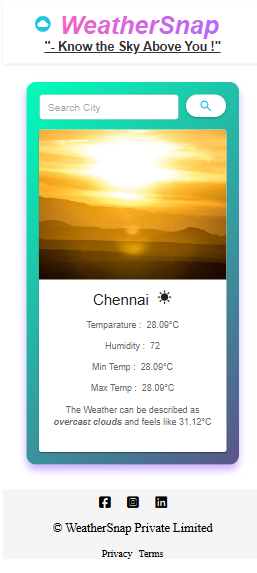 WeatherSnap
"- Know the Sky Above You !"
Search City
Chennai
Temparature : 28.09°C
Humidity : 72
Min Temp : 28.09°C
Max Temp : 28.09°C
The Weather can be described as
overcast clouds and feels like 31.12°C
© WeatherSnap Private Limited
Privacy Terms